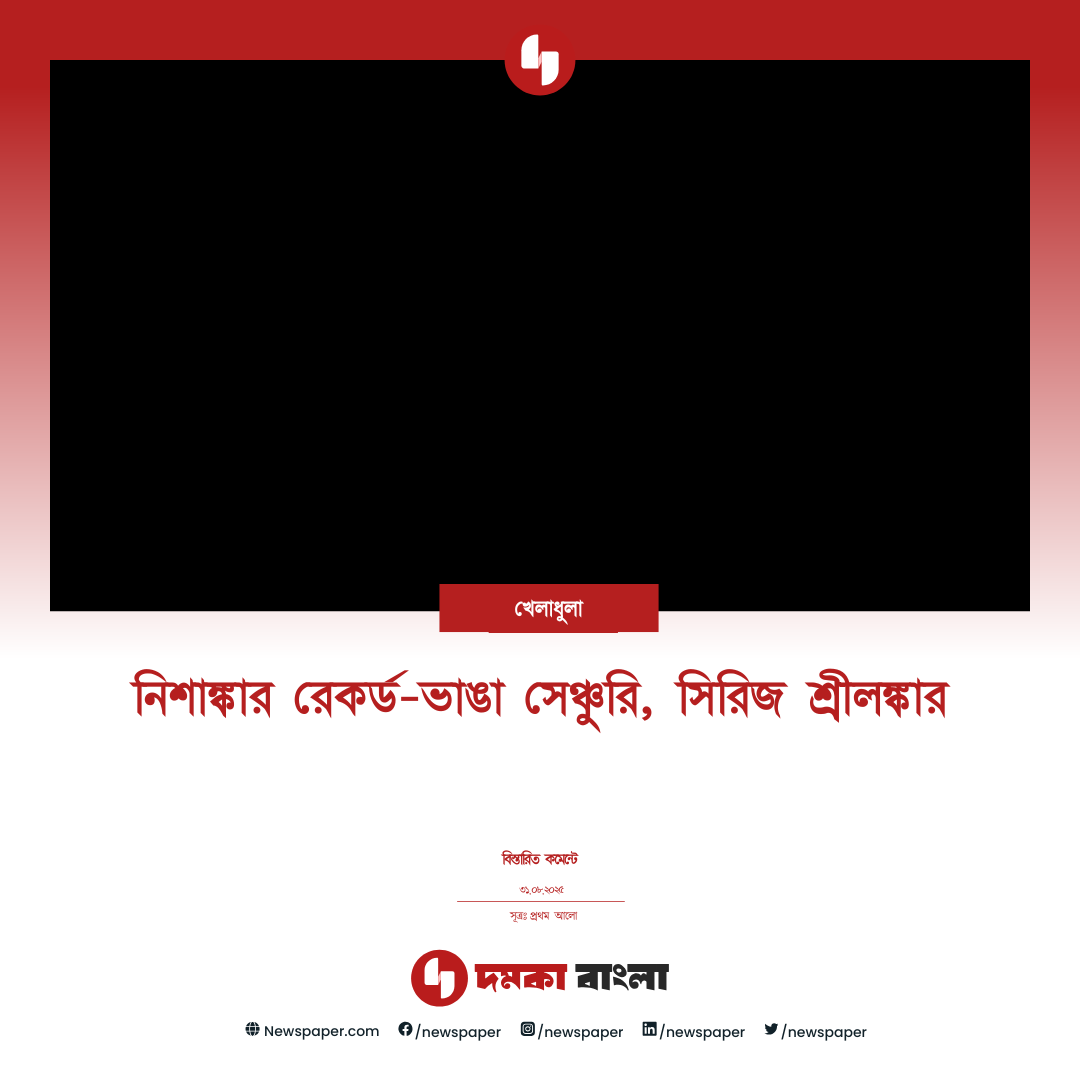 খেলাধুলা
নিশাঙ্কার রেকর্ড-ভাঙা সেঞ্চুরি, সিরিজ শ্রীলঙ্কার
বিস্তারিত কমেন্টে
৩১.০৮.২০২৫
সূত্রঃ প্রথম আলো
দমকা বাংলা
Newspaper.com /newspaper /newspaper /newspaper /newspaper